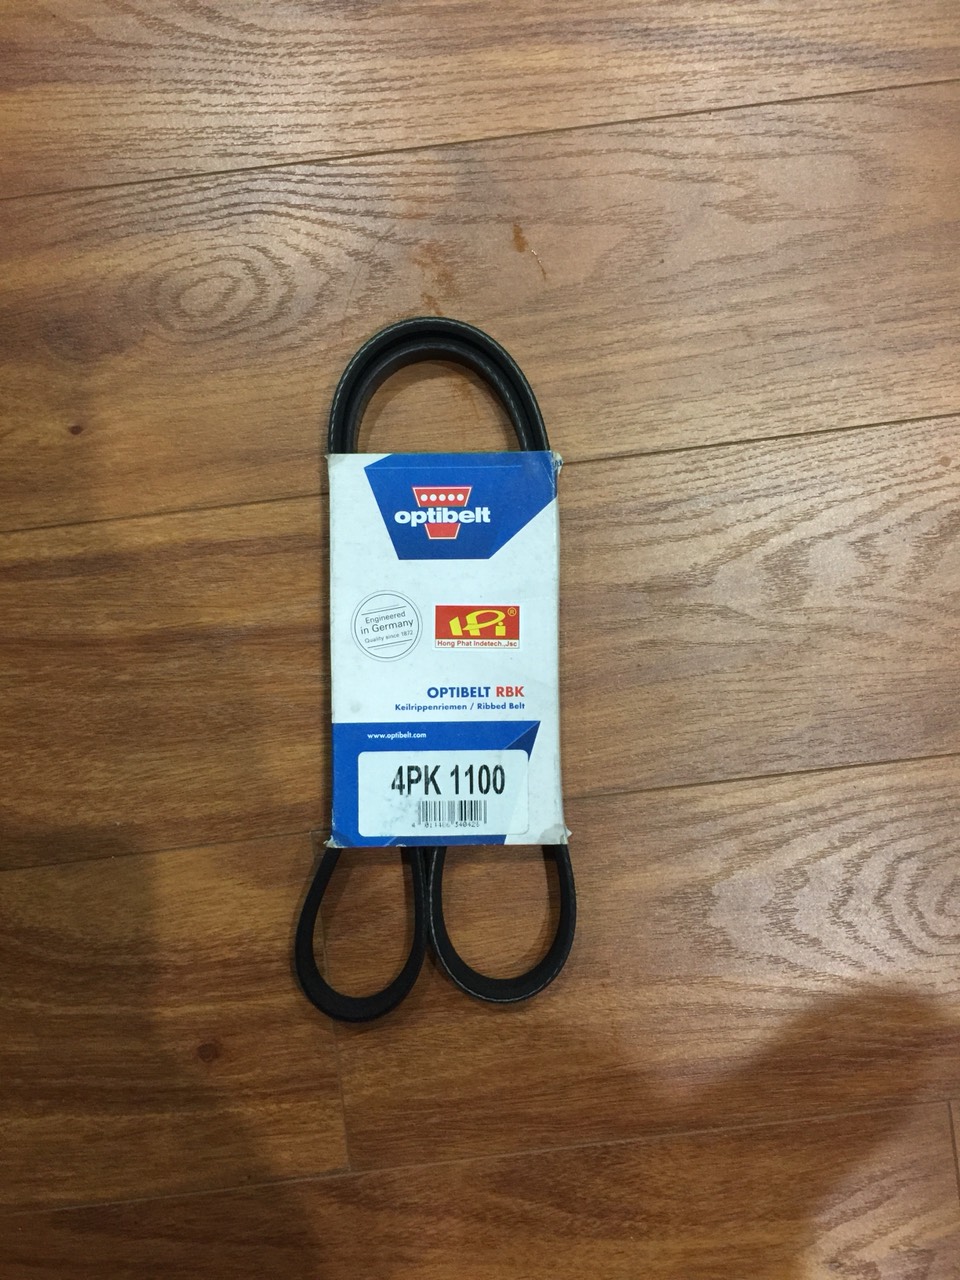 optibelt
Engineered
in Germany
Quality since 1872
HPi®
Hong Phat Indetech.,Jsc
OPTIBELT RBK
Keilrippenriemen / Ribbed Belt
www.optibelt.com
4PK 1100